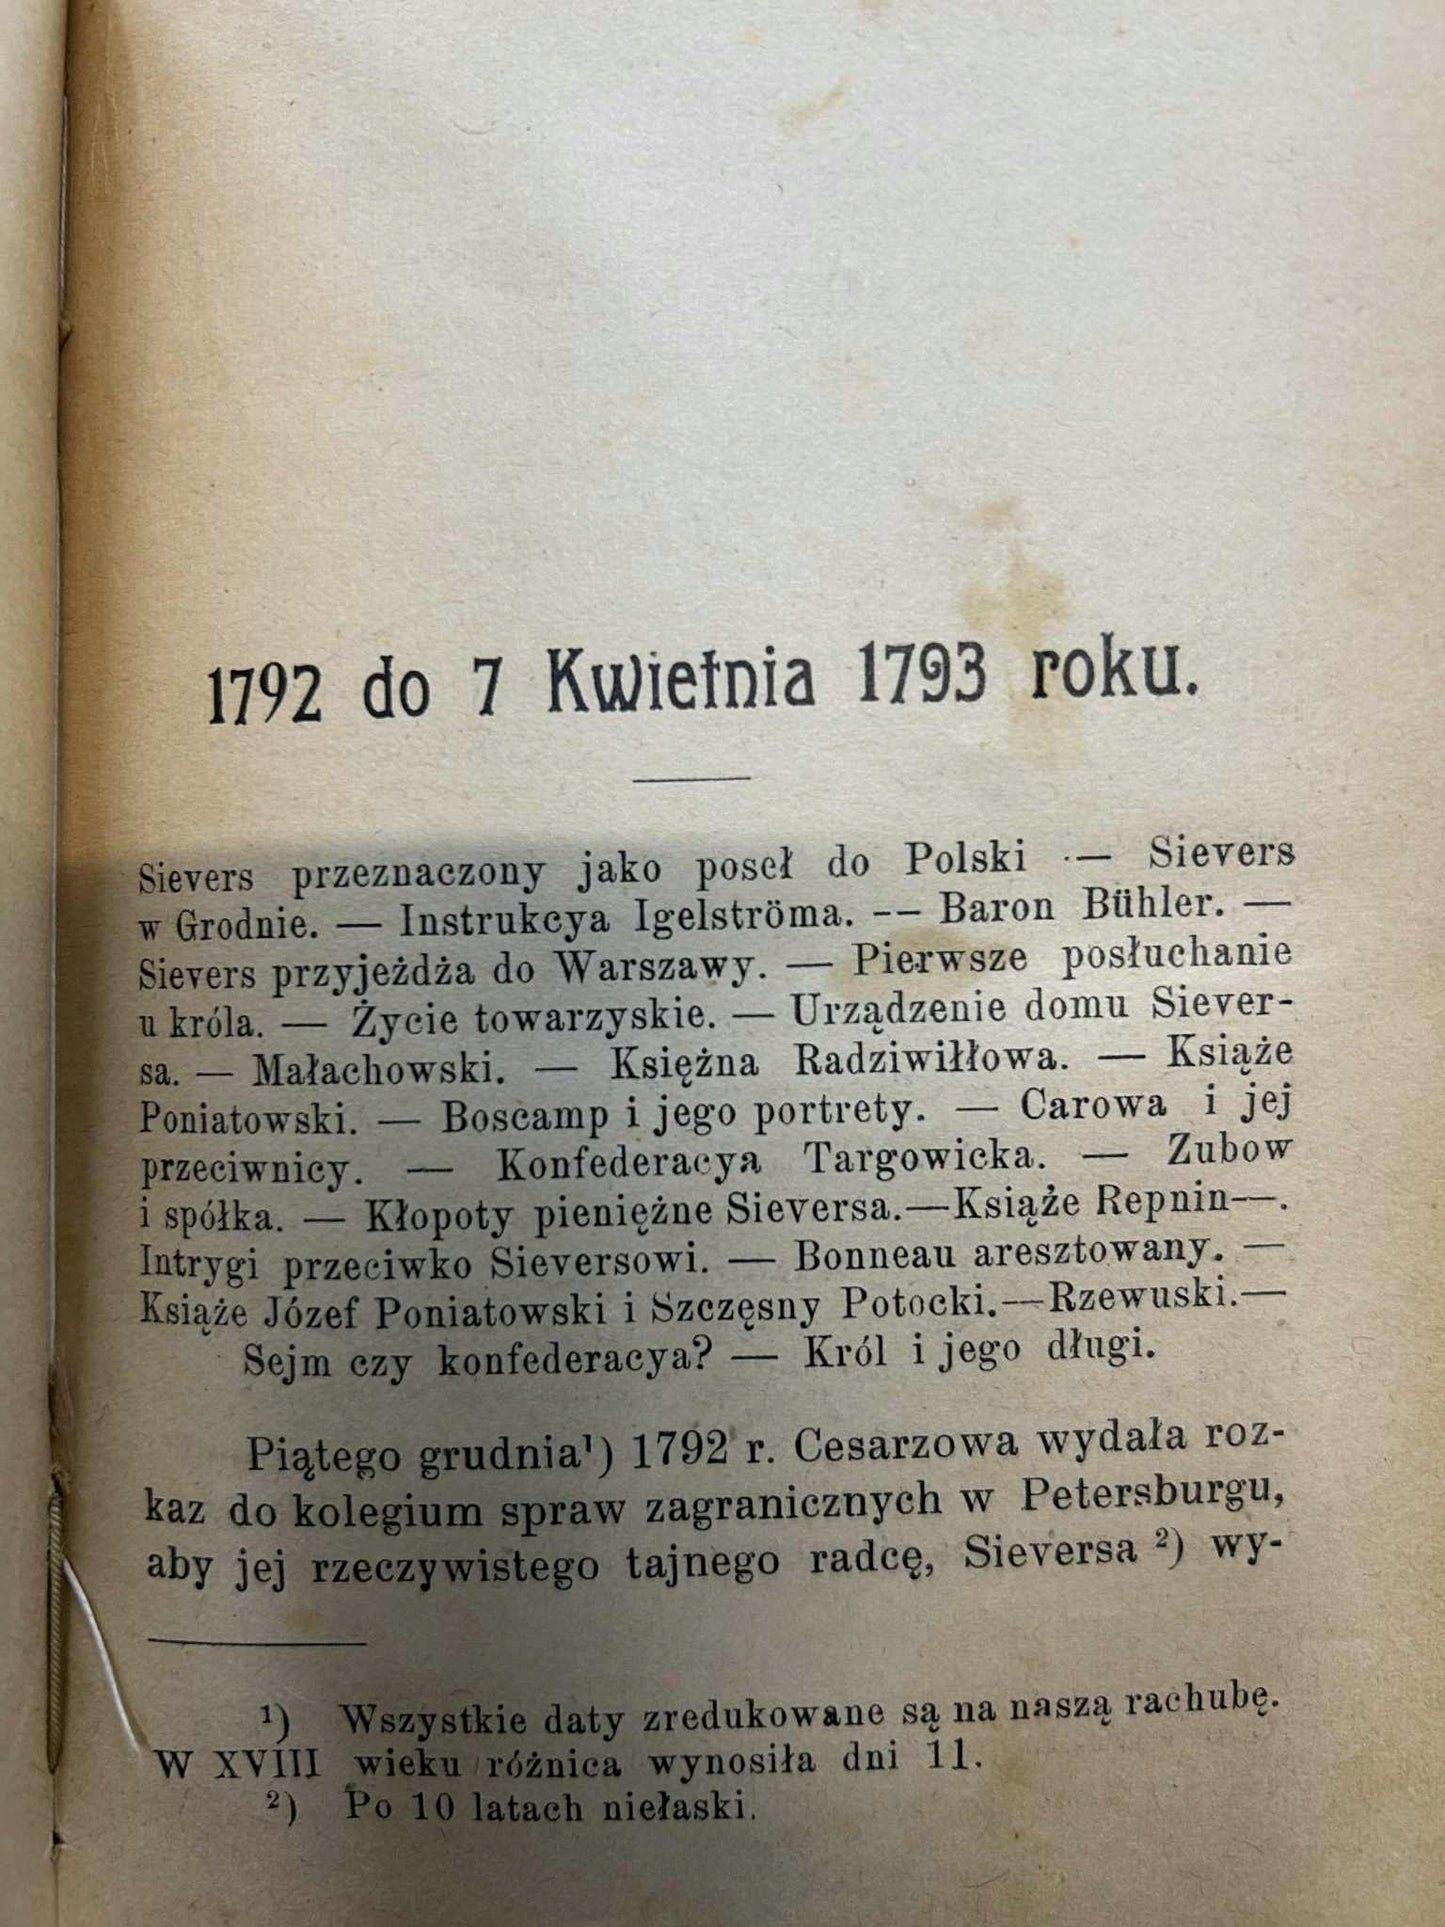 1792 do 7 Kwietnia 1793 roku.
Sievers przeznaczony jako poseł do Polski — Sievers
w Grodnie. — Instrukcya Igelströma. -- Baron Bühler. —
Sievers przyjeżdża do Warszawy. — Pierwsze posłuchanie
u króla. — Życie towarzyskie. — Urządzenie domu Siever-
sa. — Małachowski. — Księżna Radziwiłłowa. — Książe
Poniatowski. — Boscamp i jego portrety. — Carowa i jej
przeciwnicy. — Konfederacya Targowicka. — Zubow
i spółka. — Kłopoty pieniężne Sieversa.—Książe Repnin—.
Intrygi przeciwko Sieversowi. — Bonneau aresztowany. —
Książe Józef Poniatowski i Szczęsny Potocki.—Rzewuski.—
Sejm czy konfederacya? — Król i jego długi.
Piątego grudnia¹) 1792 r. Cesarzowa wydała roz-
kaz do kolegium spraw zagranicznych w Petersburgu,
aby jej rzeczywistego tajnego radcę, Sieversa ²) wy-
¹) Wszystkie daty zredukowane są na naszą rachubę.
W XVIII wieku różnica wynosiła dni 11.
²) Po 10 latach niełaski.